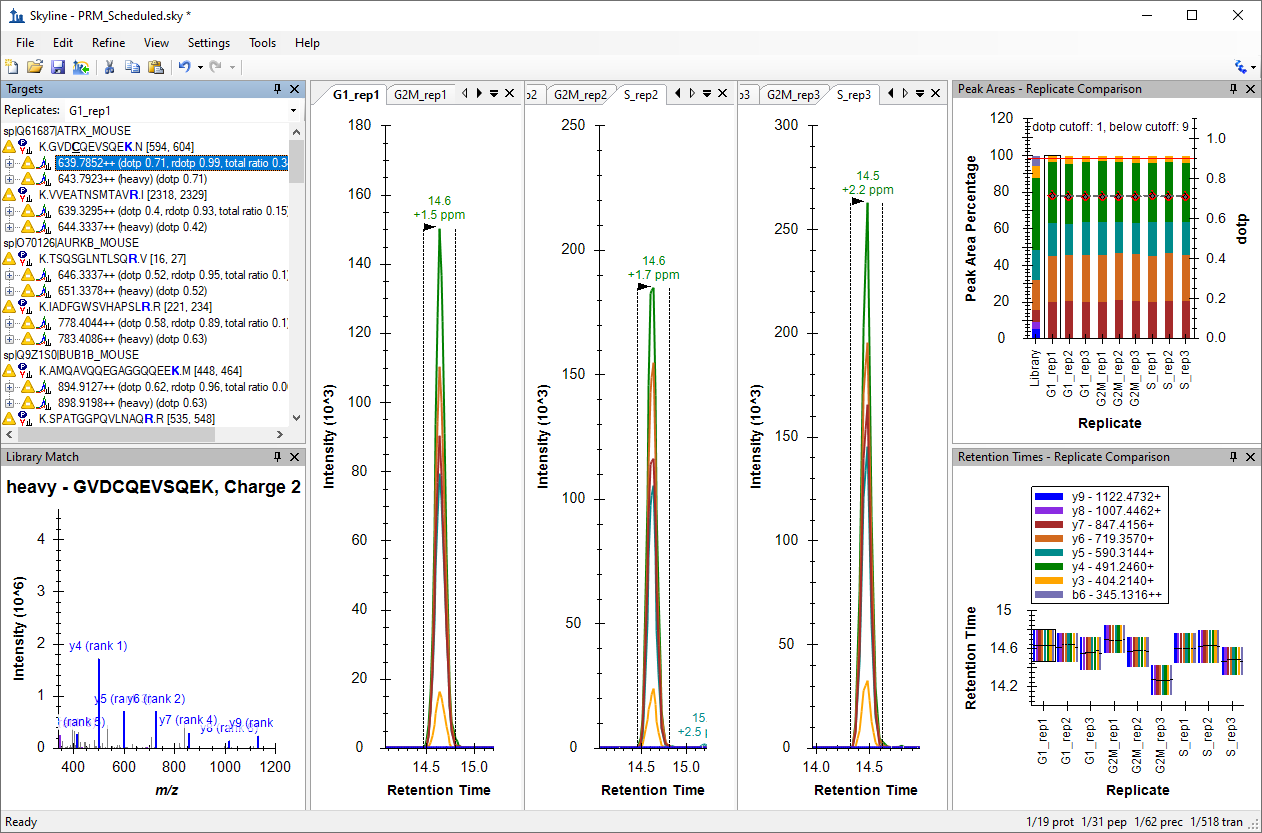 Skyline - PRM_Scheduled.sky *
File Edit Refine View Settings Tools Help
Targets
Replicates: G1_rep1
sp|Q61687|ATRX_MOUSE
K.GVDCQEVSQEK.N [594, 604]
639.7852++ (dotp 0.71, rdotp 0.99, total ratio 0.3
643.7923++ (heavy) (dotp 0.71)
K.VVEATNSMTAVR.I [2318, 2329]
639.3295++ (dotp 0.4, rdotp 0.93, total ratio 0.15)
644.3337++ (heavy) (dotp 0.42)
sp|O70126|AURKB_MOUSE
K.TSQSGLNTLSQR.V [16, 27]
646.3337++ (dotp 0.52, rdotp 0.95, total ratio 0.1)
651.3378++ (heavy) (dotp 0.52)
K.IADFGWSVHAPSLR.R [221, 234]
778.4044++ (dotp 0.58, rdotp 0.89, total ratio 0.1)
783.4086++ (heavy) (dotp 0.63)
sp|Q9Z1S0|BUB1B_MOUSE
K.AMQAVQQEGAGGQQEEK.M [448, 464]
894.9127++ (dotp 0.62, rdotp 0.96, total ratio 0.0
898.9198++ (heavy) (dotp 0.63)
K.SPATGGPQVLNAQR.R [535, 548]
Library Match
heavy - GVDCQEVSQEK, Charge 2
Intensity (10^6)
4
3
2
1
0
y4 (rank 1)
y5 (ra y6 (rank 2)
(rank 5) y7 (rank 4) y9 (rank
400 600 800 1000 1200
m/z
G1_rep1 G2M_rep1
180
160
140
120
100
80
60
40
20
0
Intensity (10^3)
14.6
+1.5 ppm
14.5 15.0
Retention Time
p2 G2M_rep2 S_rep2
250
200
150
100
50
0
Intensity (10^3)
14.6
+1.7 ppm
15
+2.5
14.5 15.0
Retention Time
p3 G2M_rep3 S_rep3
300
250
200
150
100
50
0
Intensity (10^3)
14.5
+2.2 ppm
14.0 14.5
Retention Time
Peak Areas - Replicate Comparison
dotp cutoff: 1, below cutoff: 9
Peak Area Percentage
120
100
80
60
40
20
0
1.0
0.8
0.6
0.4
0.2
0.0
dotp
Library G1_rep1 G1_rep2 G1_rep3 G2M_rep1 G2M_rep2 G2M_rep3 S_rep1 S_rep2 S_rep3
Replicate
Retention Times - Replicate Comparison
y9 - 1122.4732+
y8 - 1007.4462+
y7 - 847.4156+
y6 - 719.3570+
y5 - 590.3144+
y4 - 491.2460+
y3 - 404.2140+
b6 - 345.1316++
Retention Time
15
14.6
14.2
G1_rep1 G1_rep2 G1_rep3 G2M_rep1 G2M_rep2 G2M_rep3 S_rep1 S_rep2 S_rep3
Replicate
Ready
1/19 prot 1/31 pep 1/62 prec 1/518 tran